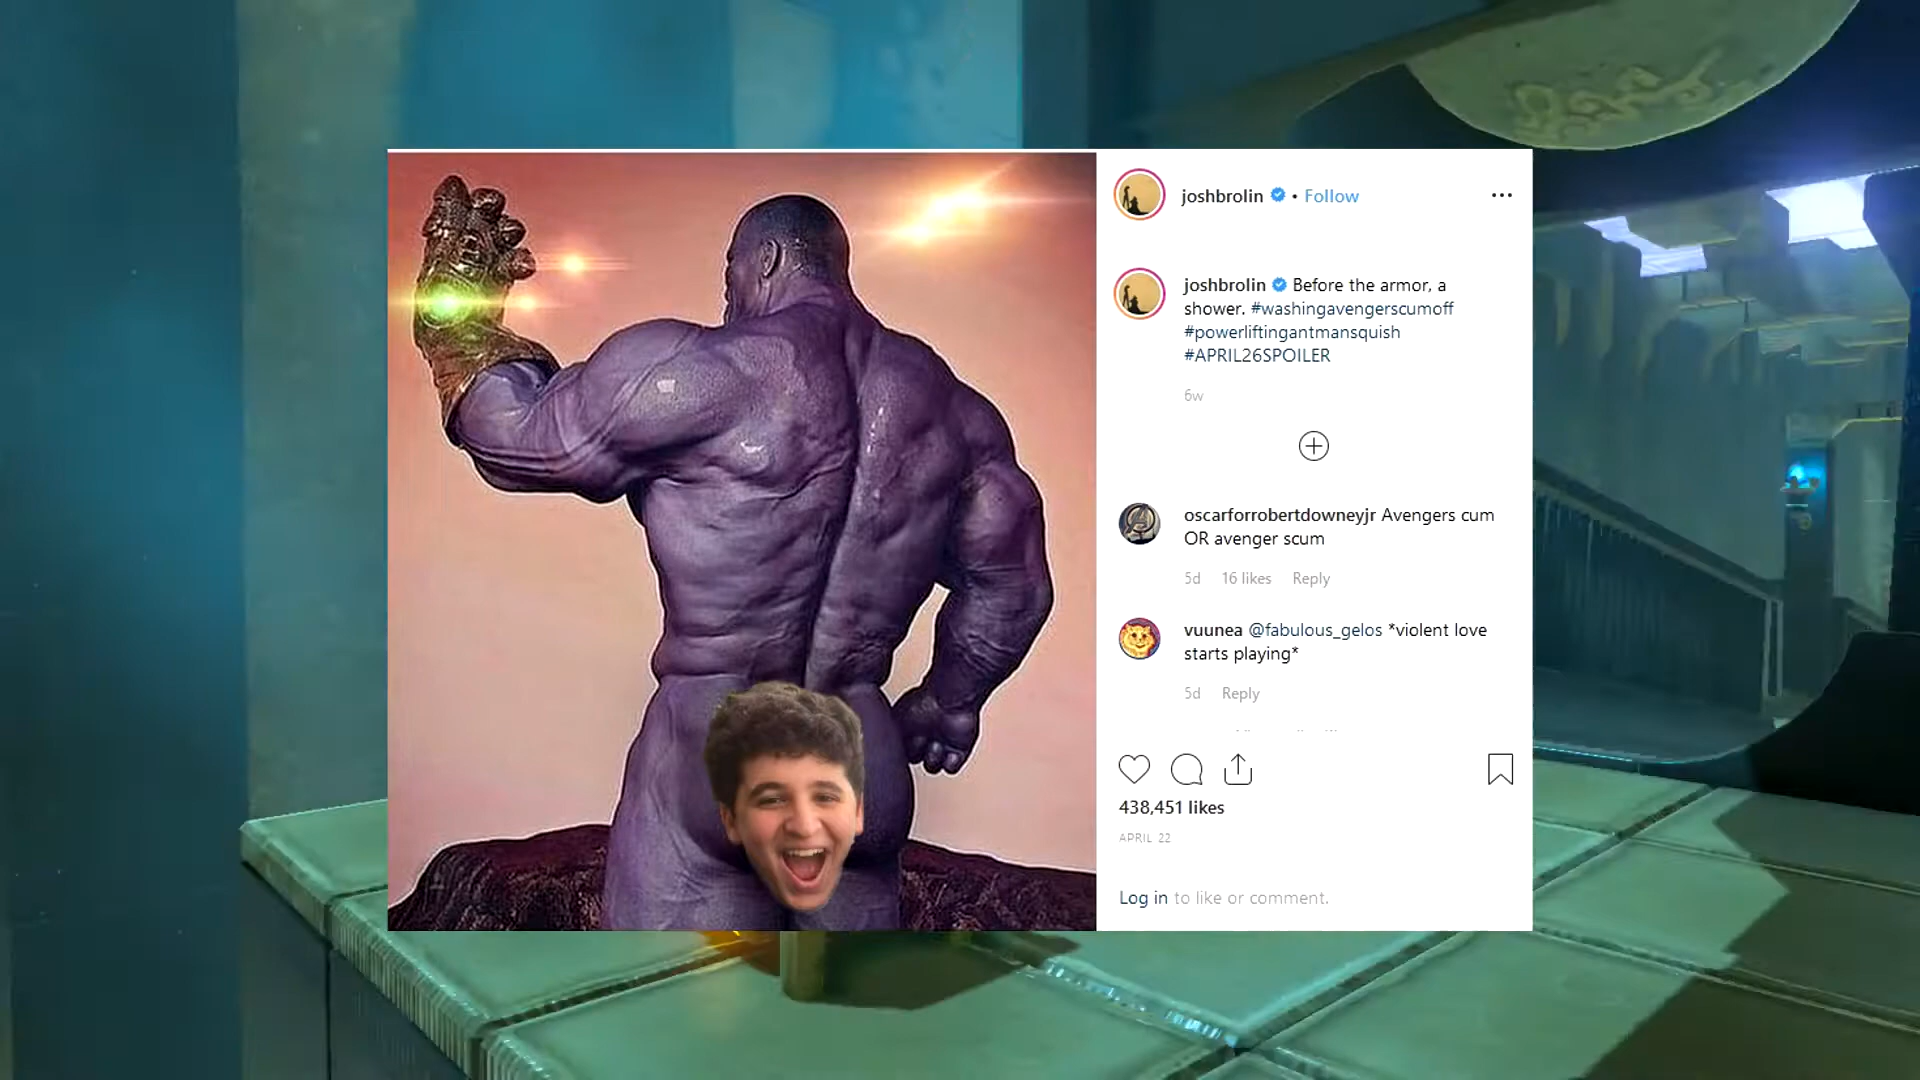 joshbrolin • Follow
joshbrolin Before the armor, a
shower. #washingavengerscumoff
#powerliftingantmansquish
#APRIL26SPOILER
6w
oscarforrobertdowneyjr Avengers cum
OR avenger scum
5d 16 likes Reply
vuunea @fabulous_gelos *violent love
starts playing*
5d Reply
438,451 likes
APRIL 22
Log in to like or comment.